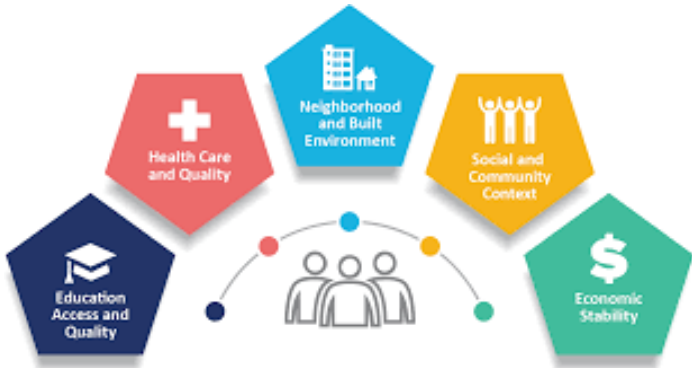 Education
Access and
Quality
Health Care
and Quality
Neighborhood
and Built
Environment
Social and
Community
Context
Economic
Stability